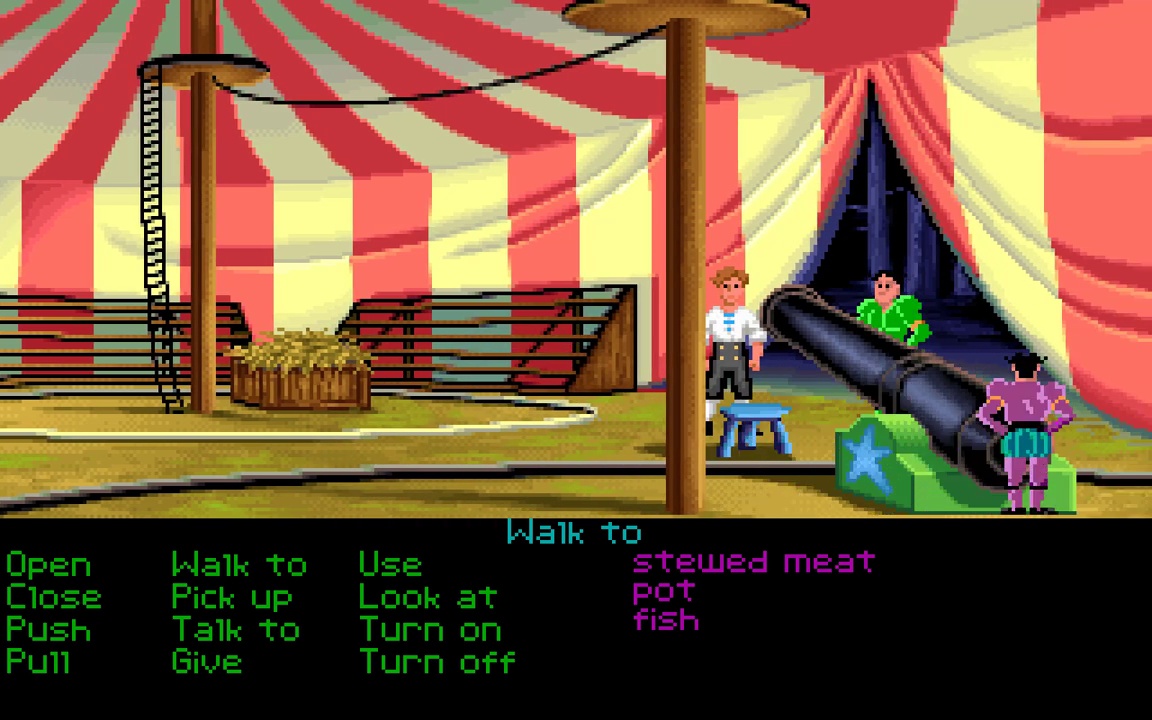 Walk to
Open Walk to Use stewed meat
Close Pick up Look at pot
Push Talk to Turn on fish
Pull Give Turn off